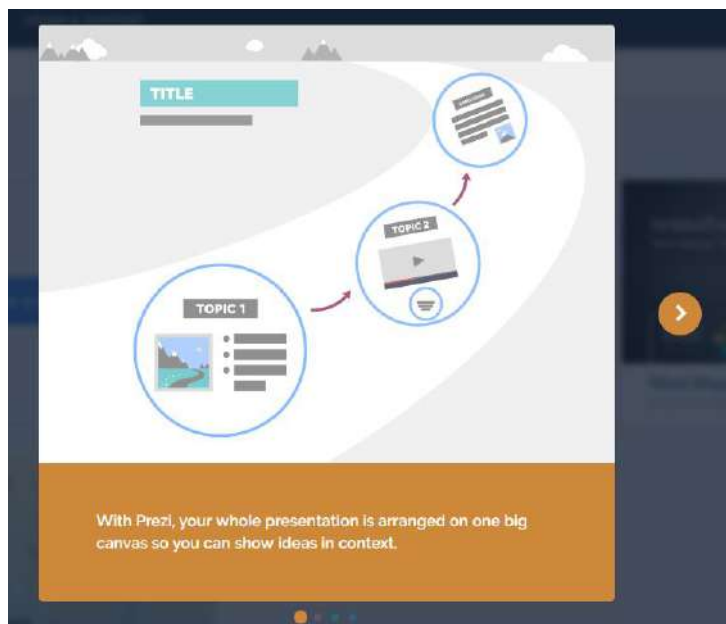 TITLE
TOPIC 2
TOPIC 1
With Prezi, your whole presentation is arranged on one big
canvas so you can show ideas in context.